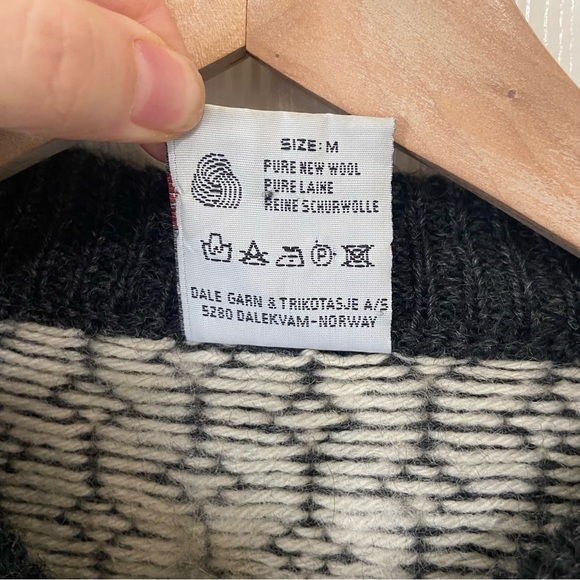 SIZE: M
PURE NEW WOOL
PURE LAINE
REINE SCHURWOLLE
P
DALE GARN & TRIKOTASJE A/S
5280 DALEKVAM-NORWAY